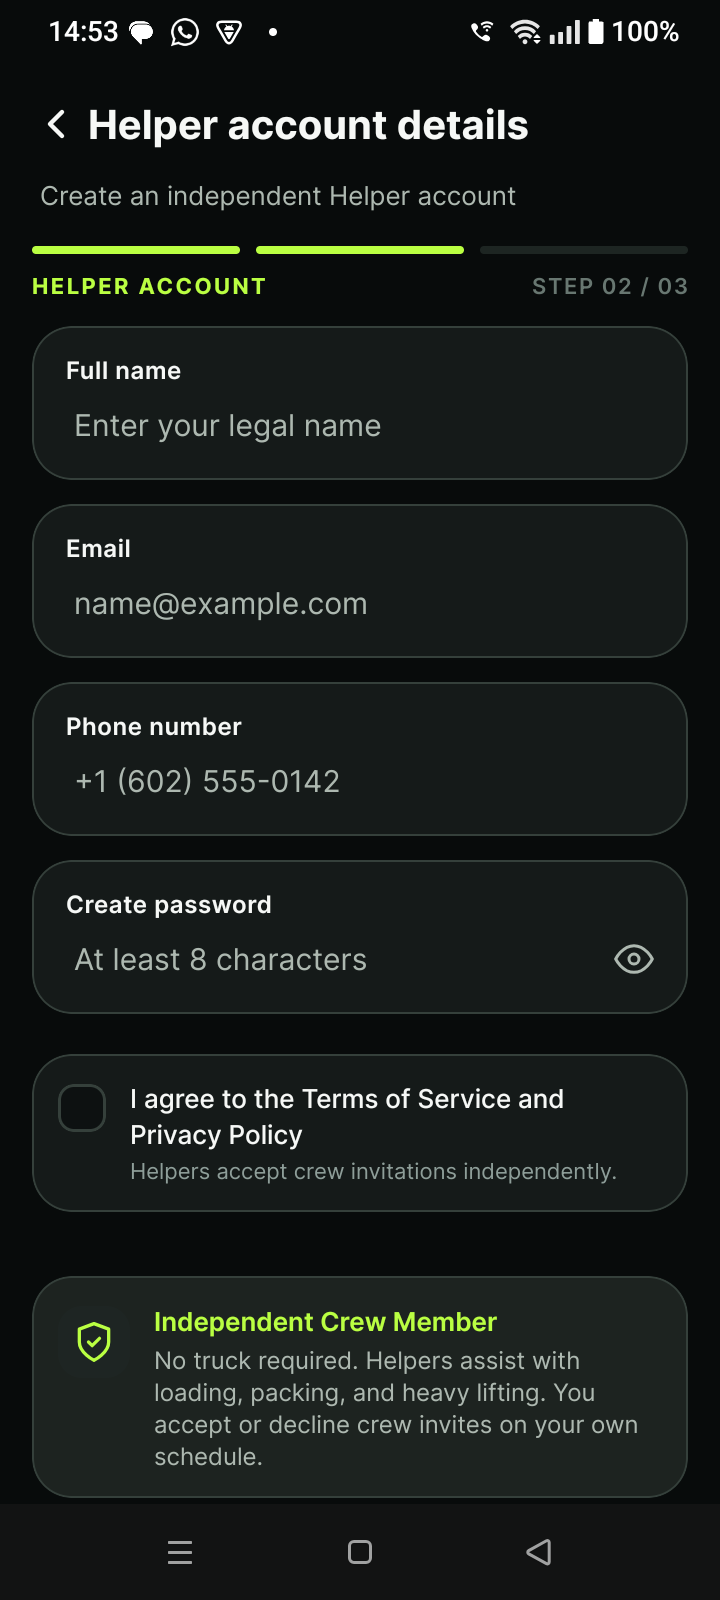 14:53
100%
Helper account details
Create an independent Helper account
HELPER ACCOUNT
STEP 02 / 03
Full name
Enter your legal name
Email
name@example.com
Phone number
+1 (602) 555-0142
Create password
At least 8 characters
I agree to the Terms of Service and
Privacy Policy
Helpers accept crew invitations independently.
Independent Crew Member
No truck required. Helpers assist with
loading, packing, and heavy lifting. You
accept or decline crew invites on your own
schedule.